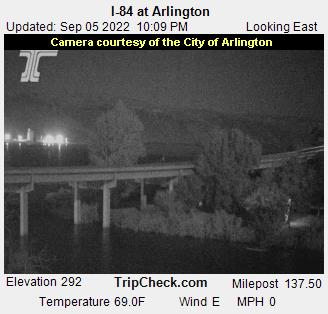 I-84 at Arlington
Updated: Sep 05 2022 10:09 PM Looking East
Camera courtesy of the City of Arlington
Elevation 292 TripCheck.com Milepost 137.50
Temperature 69.0F Wind E MPH 0